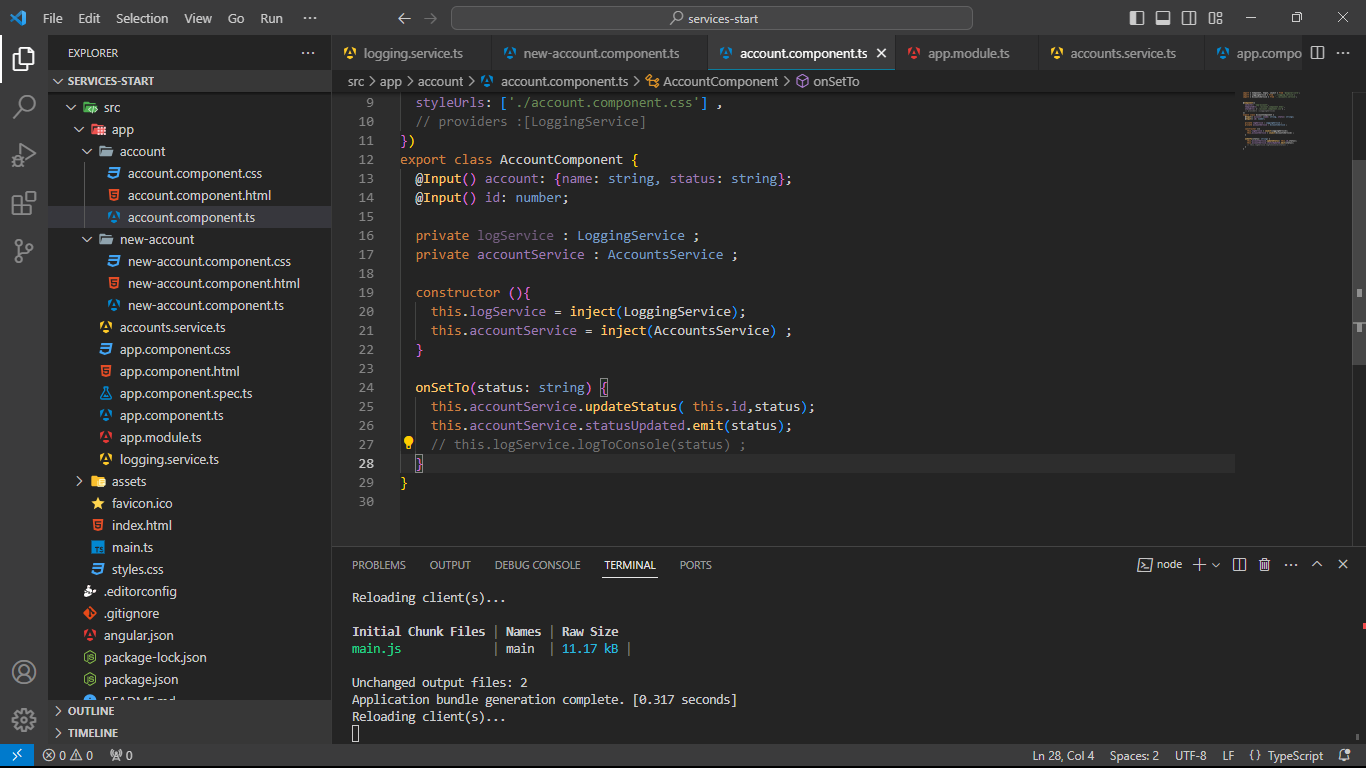 File Edit Selection View Go Run ···
services-start
EXPLORER ···
SERVICES-START
src
app
account
account.component.css
account.component.html
account.component.ts
new-account
new-account.component.css
new-account.component.html
new-account.component.ts
accounts.service.ts
app.component.css
app.component.html
app.component.spec.ts
app.component.ts
app.module.ts
logging.service.ts
assets
favicon.ico
index.html
TS main.ts
styles.css
.editorconfig
.gitignore
angular.json
package-lock.json
package.json
README.md
OUTLINE
TIMELINE
logging.service.ts new-account.component.ts account.component.ts app.module.ts accounts.service.ts app.compo
src > app > account > account.component.ts > AccountComponent > onSetTo
9 styleUrls: ['./account.component.css'] ,
10 // providers :[LoggingService]
11 })
12 export class AccountComponent {
13 @Input() account: {name: string, status: string};
14 @Input() id: number;
15
16 private logService : LoggingService ;
17 private accountService : AccountsService ;
18
19 constructor (){
20 this.logService = inject(LoggingService);
21 this.accountService = inject(AccountsService) ;
22 }
23
24 onSetTo(status: string) {
25 this.accountService.updateStatus( this.id,status);
26 this.accountService.statusUpdated.emit(status);
27 // this.logService.logToConsole(status) ;
28 }
29 }
30
PROBLEMS OUTPUT DEBUG CONSOLE TERMINAL PORTS
node
Reloading client(s)...
Initial Chunk Files | Names | Raw Size
main.js | main | 11.17 kB |
Unchanged output files: 2
Application bundle generation complete. [0.317 seconds]
Reloading client(s)...
0 0 0
Ln 28, Col 4 Spaces: 2 UTF-8 LF {} TypeScript